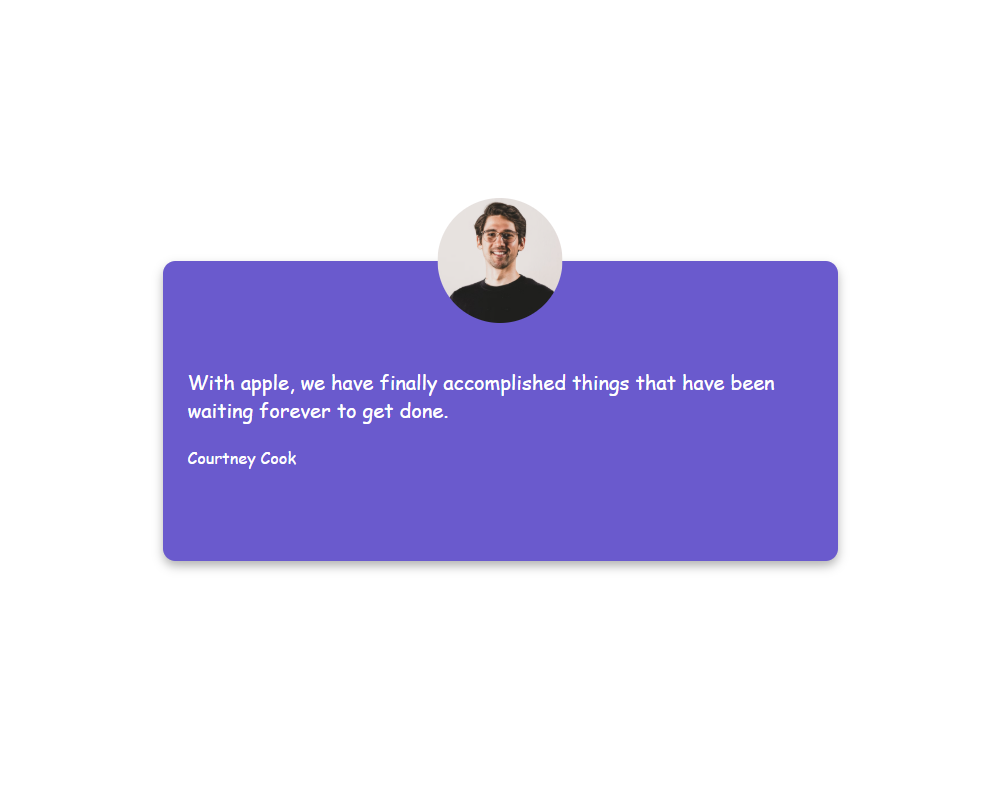 With apple, we have finally accomplished things that have been
waiting forever to get done.
Courtney Cook